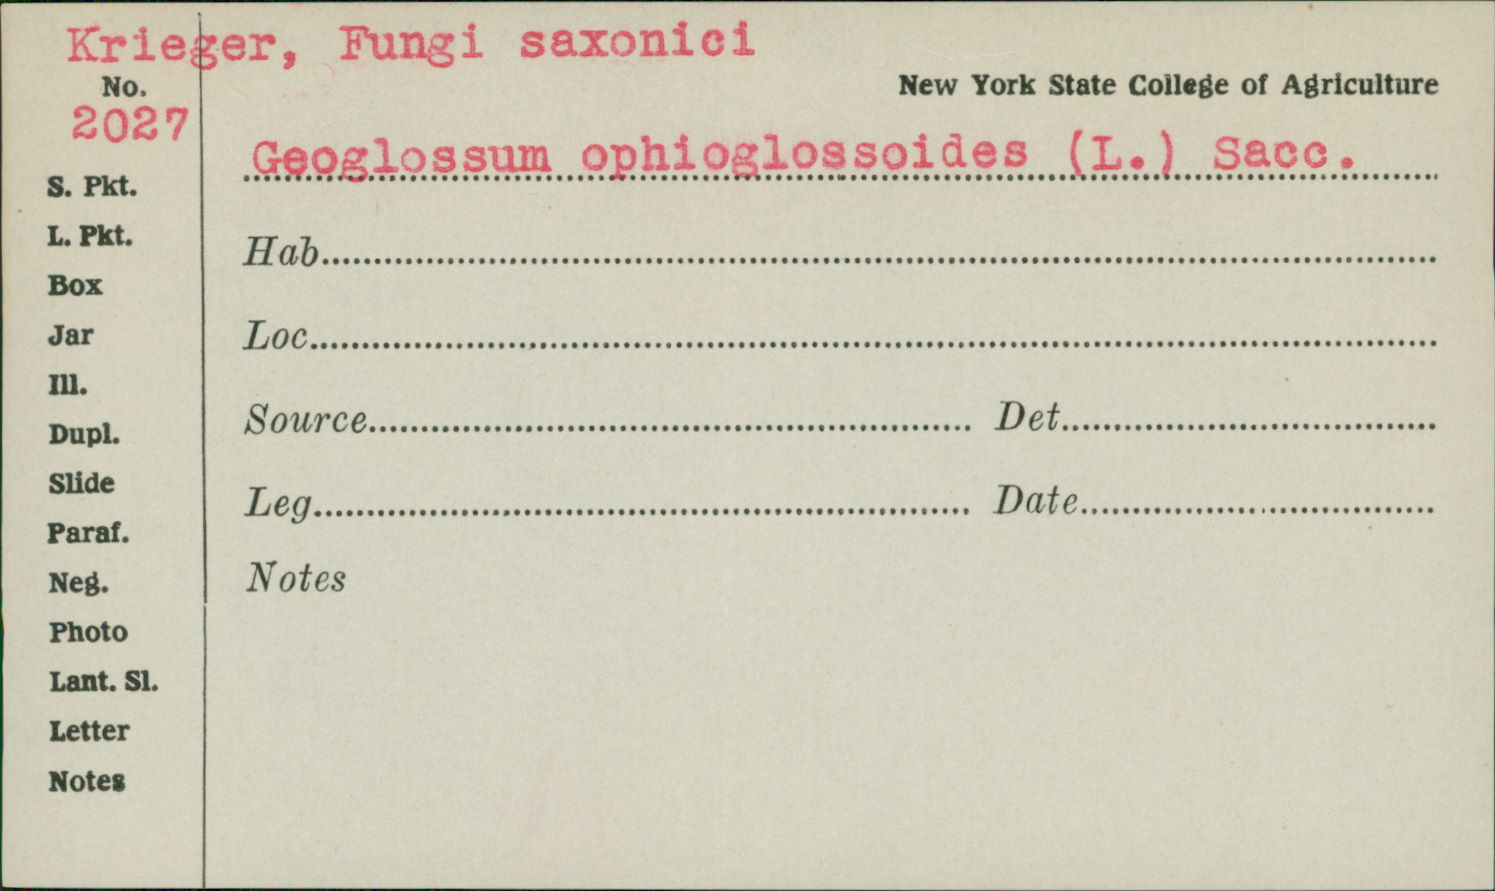 Krieger, Fungi saxonici
No.
New York State College of Agriculture
2027
Geoglossum ophioglossoides (L.) Sacc.
S. Pkt.
L. Pkt.
Box
Jar
Ill.
Dupl.
Slide
Paraf.
Neg.
Photo
Lant. Sl.
Letter
Notes
Hab
Loc
Source Det
Leg Date
Notes